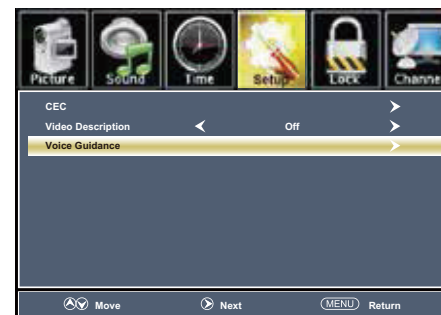 Picture Sound Time Setup Lock Channe
CEC
Video Description Off
Voice Guidance
Move Next MENU Return